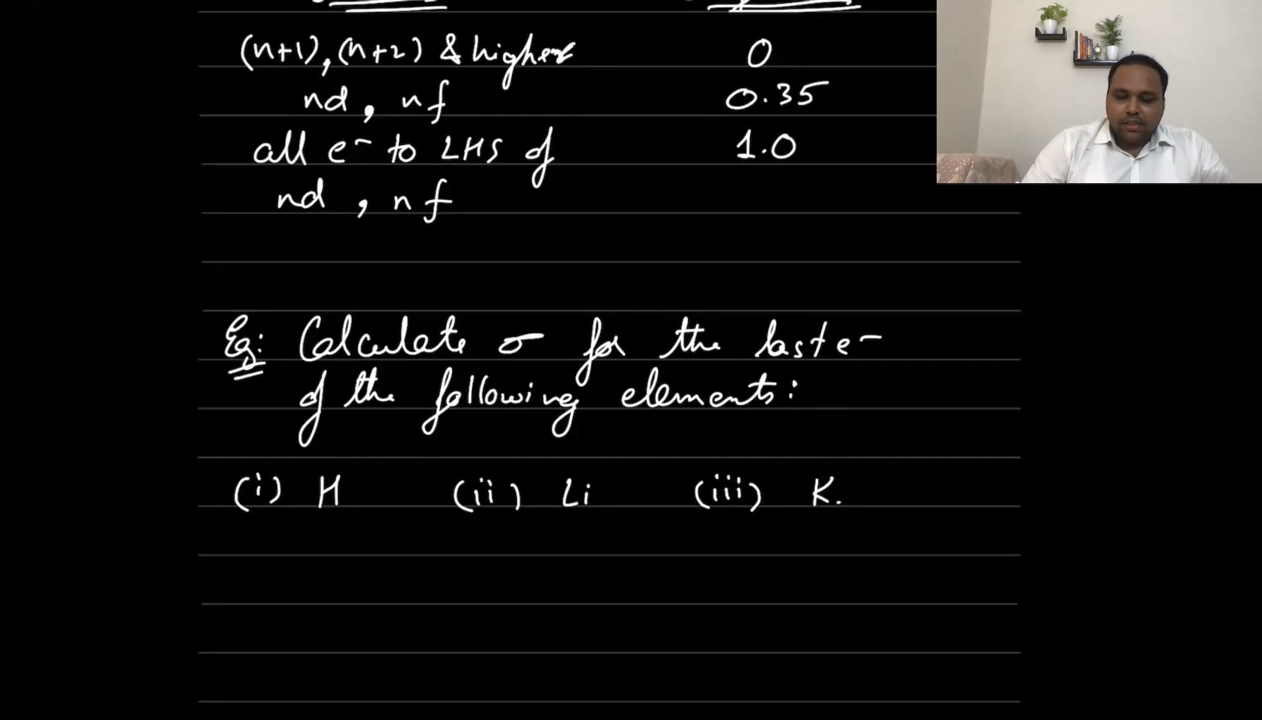 (n+1), (n+2) & higher 0
nd, nf 0.35
all e- to LHS of 1.0
nd, nf
Eg: Calculate σ for the last e-
of the following elements:
(i) H (ii) Li (iii) K.